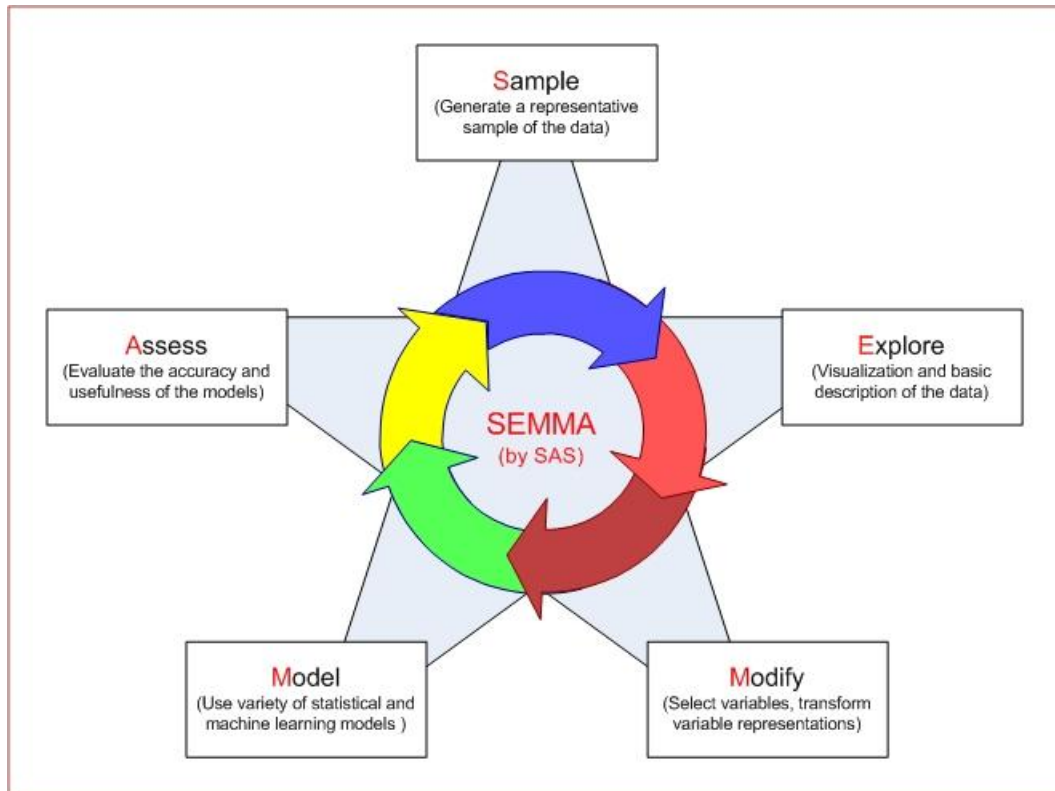 Sample
(Generate a representative
sample of the data)
Assess
(Evaluate the accuracy and
usefulness of the models)
Explore
(Visualization and basic
description of the data)
SEMMA
(by SAS)
Model
(Use variety of statistical and
machine learning models )
Modify
(Select variables, transform
variable representations)